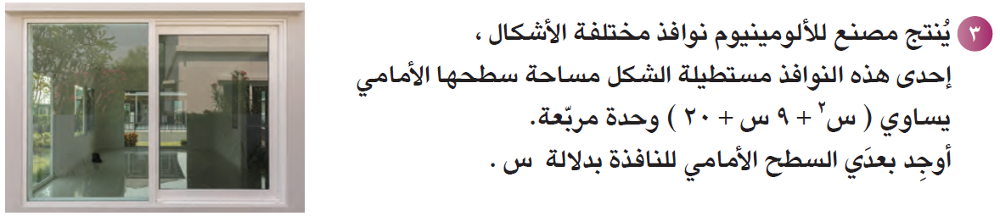 ٣ يُنتج مصنع للألومينيوم نوافذ مختلفة الأشكال ،
إحدى هذه النوافذ مستطيلة الشكل مساحة سطحها الأمامي
يساوي ( س٢ + ٩ س + ٢٠ ) وحدة مربّعة.
أوجِد بعدَي السطح الأمامي للنافذة بدلالة س .